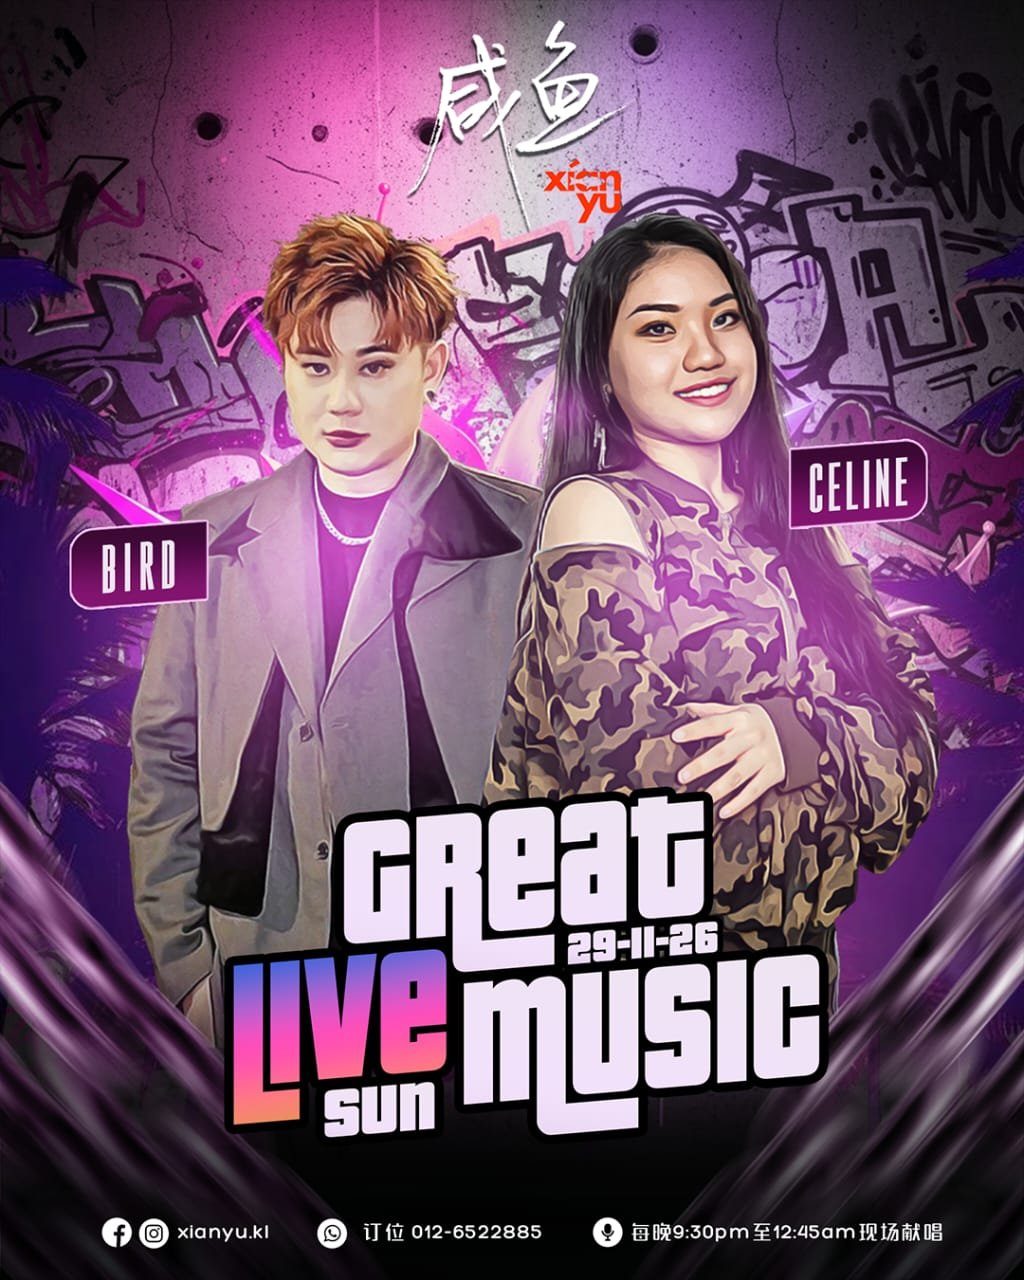 咸鱼
xian
yu
BIRD
CELINE
GREAT
29-11-26
LIVE MUSIC
SUN
xianyu.kl
订位 012-6522885
每晚9:30pm至12:45am现场献唱